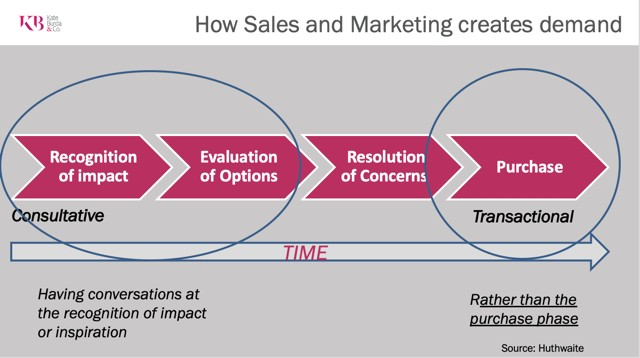 KB
Kate
Burda
& Co
How Sales and Marketing creates demand
Recognition
of impact
Evaluation
of Options
Resolution
of Concerns
Purchase
Consultative
Transactional
TIME
Having conversations at
the recognition of impact
or inspiration
Rather than the
purchase phase
Source: Huthwaite